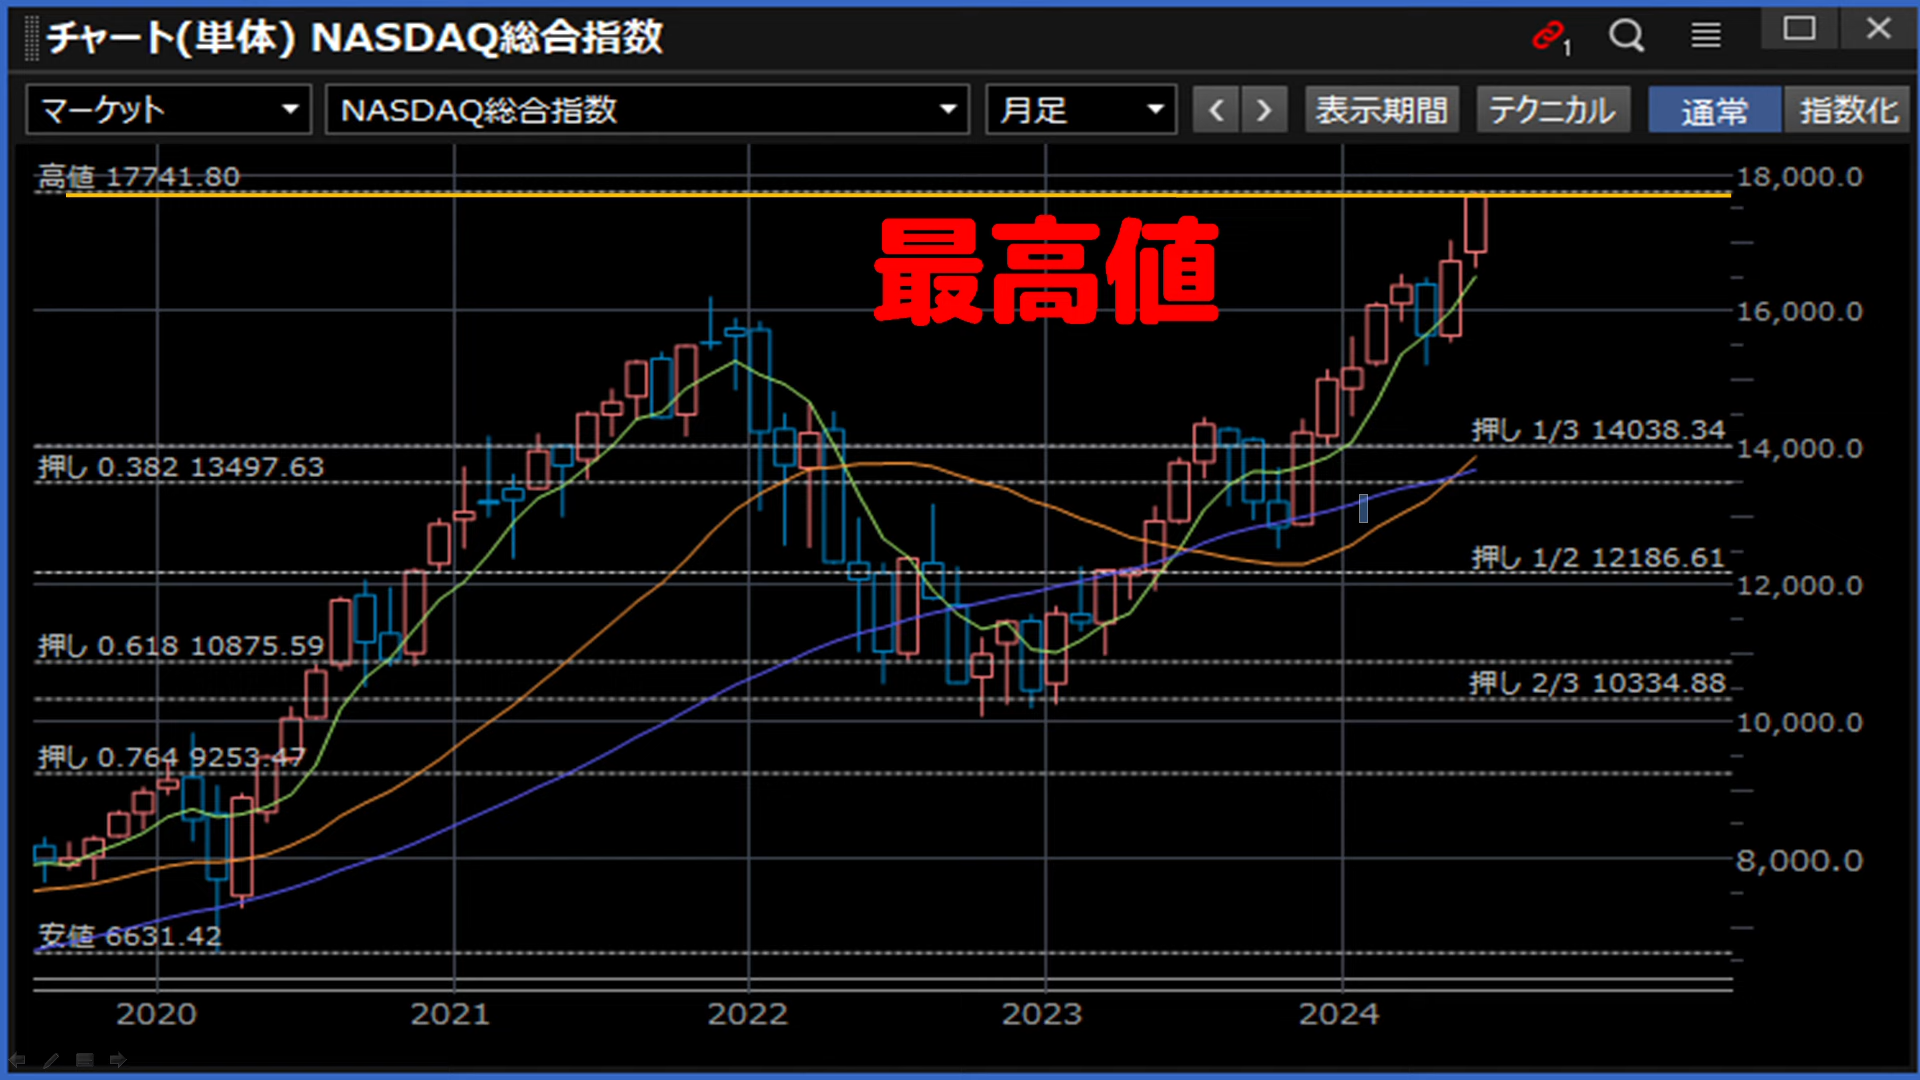 チャート(単体) NASDAQ総合指数
1
マーケット NASDAQ総合指数 月足 表示期間 テクニカル 通常 指数化
高値 17741.80
18,000.0
最高値
16,000.0
押し 1/3 14038.34
14,000.0
押し 0.382 13497.63
押し 1/2 12186.61
12,000.0
押し 0.618 10875.59
押し 2/3 10334.88
10,000.0
押し 0.764 9253.47
8,000.0
安値 6631.42
2020 2021 2022 2023 2024